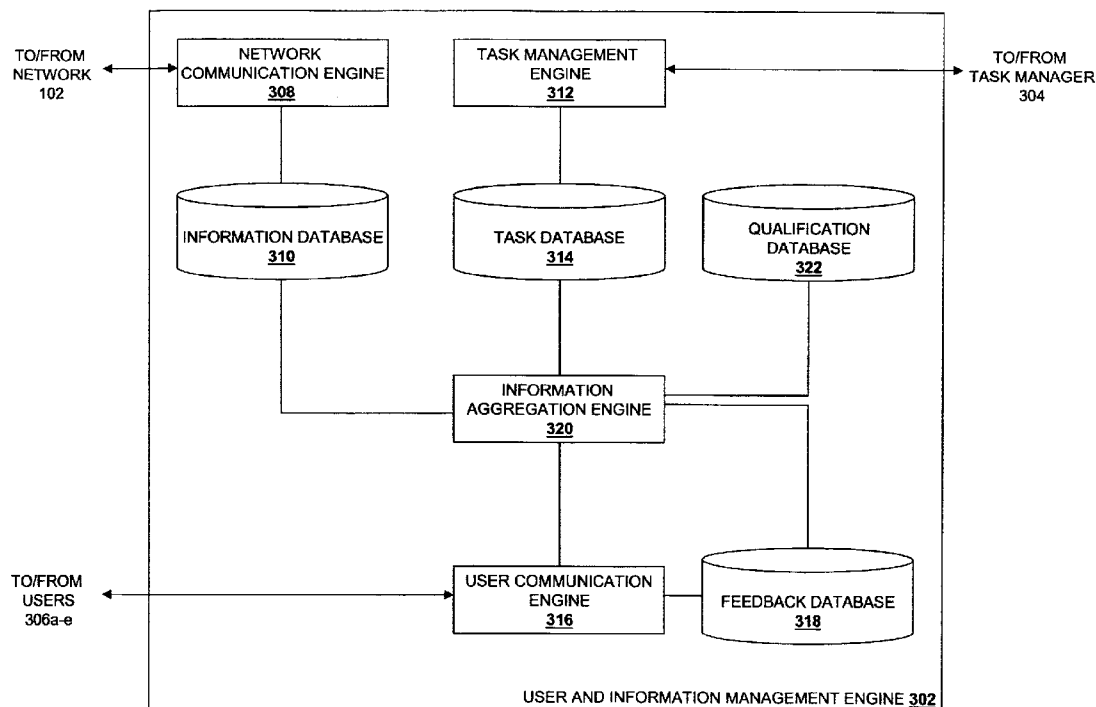 TO/FROM
NETWORK
102
NETWORK
COMMUNICATION ENGINE
308
TASK MANAGEMENT
ENGINE
312
TO/FROM
TASK MANAGER
304
INFORMATION DATABASE
310
TASK DATABASE
314
QUALIFICATION
DATABASE
322
INFORMATION
AGGREGATION ENGINE
320
TO/FROM
USERS
306a-e
USER COMMUNICATION
ENGINE
316
FEEDBACK DATABASE
318
USER AND INFORMATION MANAGEMENT ENGINE 302